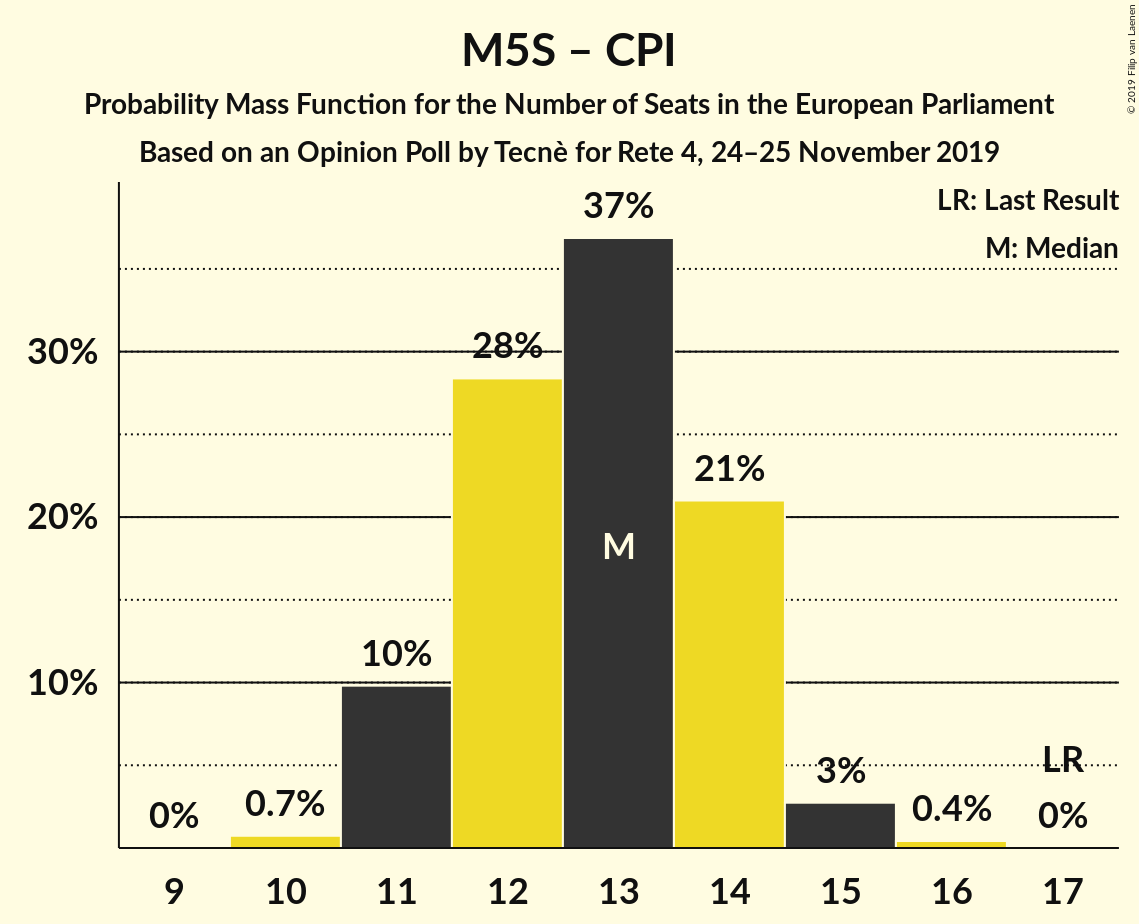 M5S – CPI
Probability Mass Function for the Number of Seats in the European Parliament
Based on an Opinion Poll by Tecnè for Rete 4, 24–25 November 2019
© 2019 Filip van Laenen
LR: Last Result
M: Median
37%
30%
28%
21%
20%
M
10%
10%
LR
3%
0%
0.7%
0.4%
0%
9 10 11 12 13 14 15 16 17